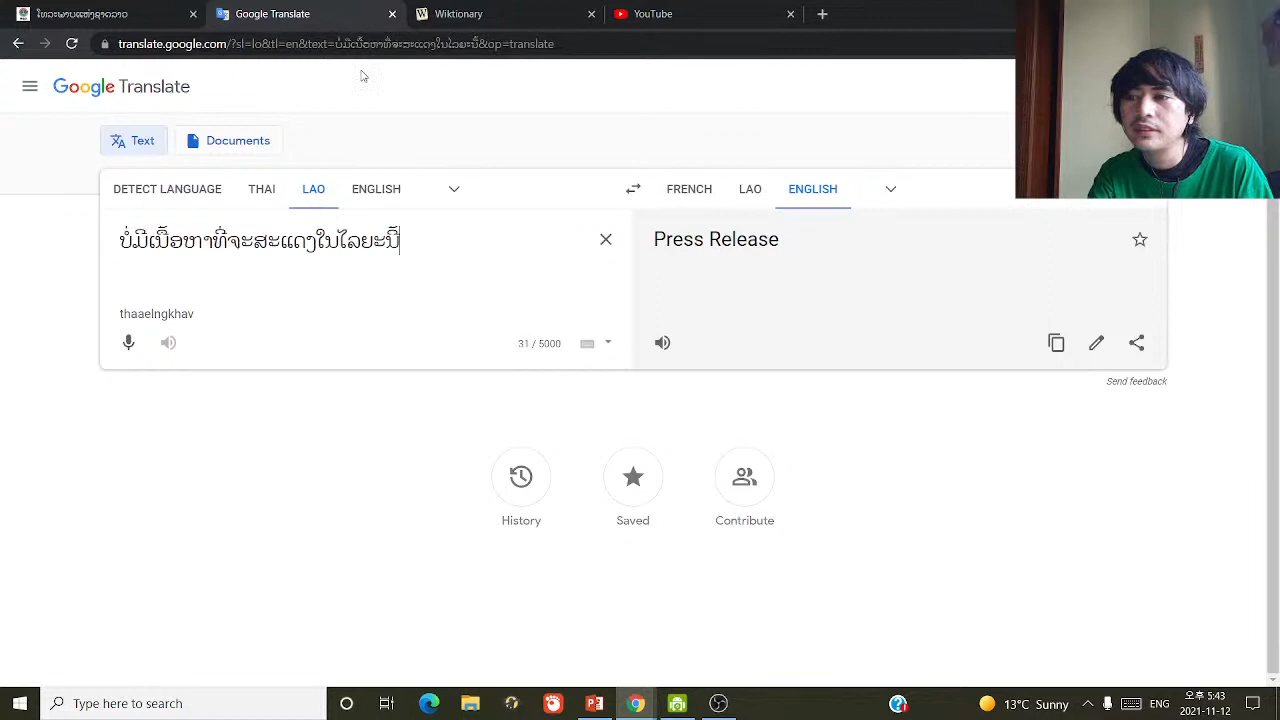 ໂທລະພາບແຫ່ງຊາດລາວ
Google Translate
Wiktionary
YouTube
translate.google.com/?sl=lo&tl=en&text=ບໍ່ມີເນື້ອຫາທີ່ຈະສະແດງໃນໄລຍະນີ້&op=translate
Google Translate
Text
Documents
DETECT LANGUAGE THAI LAO ENGLISH
FRENCH LAO ENGLISH
ບໍ່ມີເນື້ອຫາທີ່ຈະສະແດງໃນໄລຍະນີ້
Press Release
thaaelngkhav
31 / 5000
Send feedback
History
Saved
Contribute
Type here to search
13°C Sunny
ENG
오후 5:43
2021-11-12